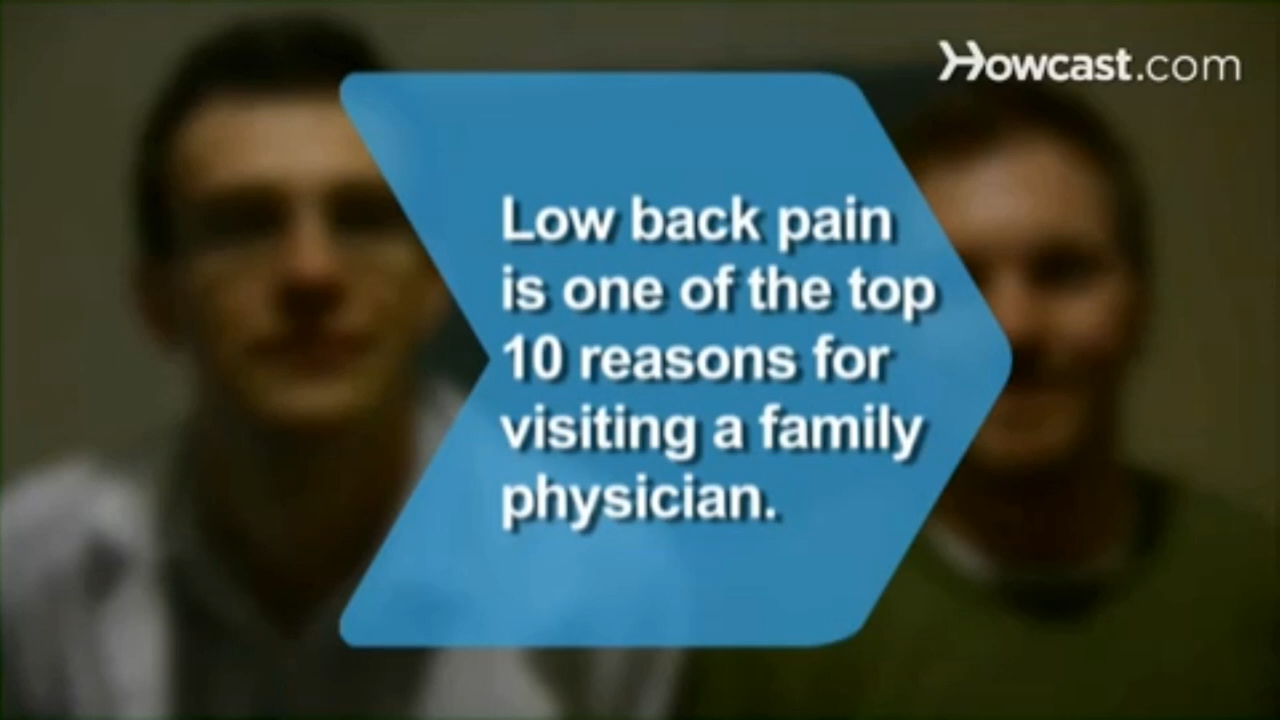 Howcast.com
Low back pain
is one of the top
10 reasons for
visiting a family
physician.